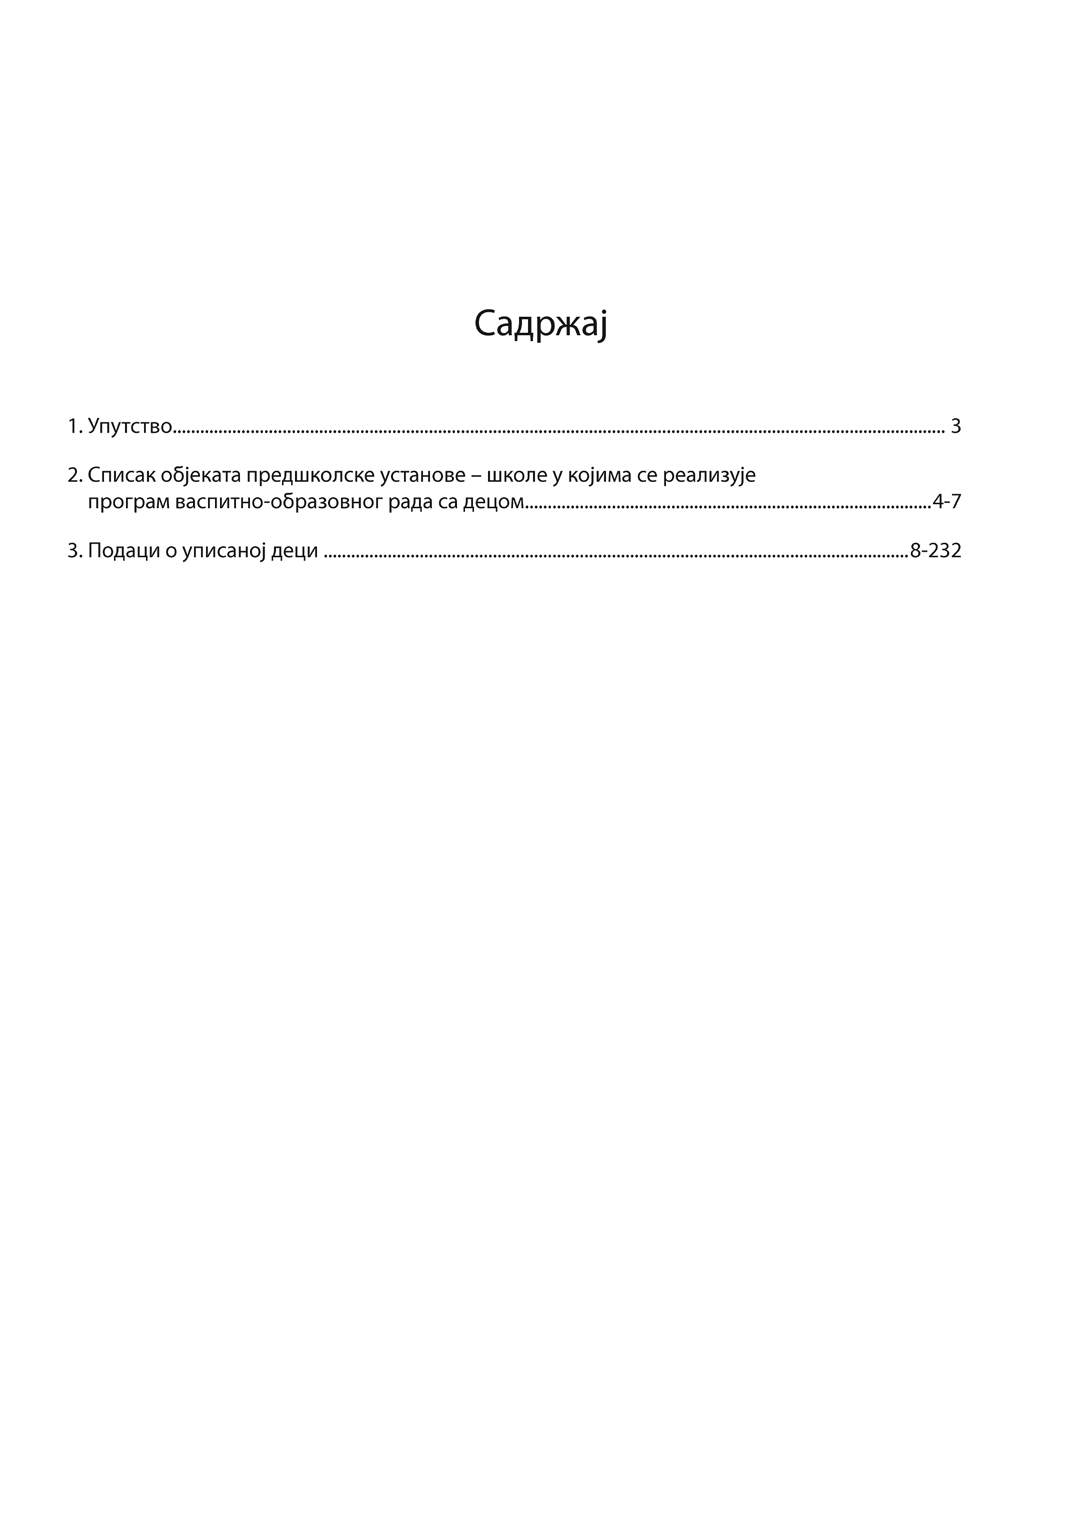 Садржај
1. Упутство........................................................................................................................................................................... 3
2. Списак објеката предшколске установе – школе у којима се реализује
програм васпитно-образовног рада са децом..........................................................................................4-7
3. Подаци о уписаној деци .................................................................................................................................8-232